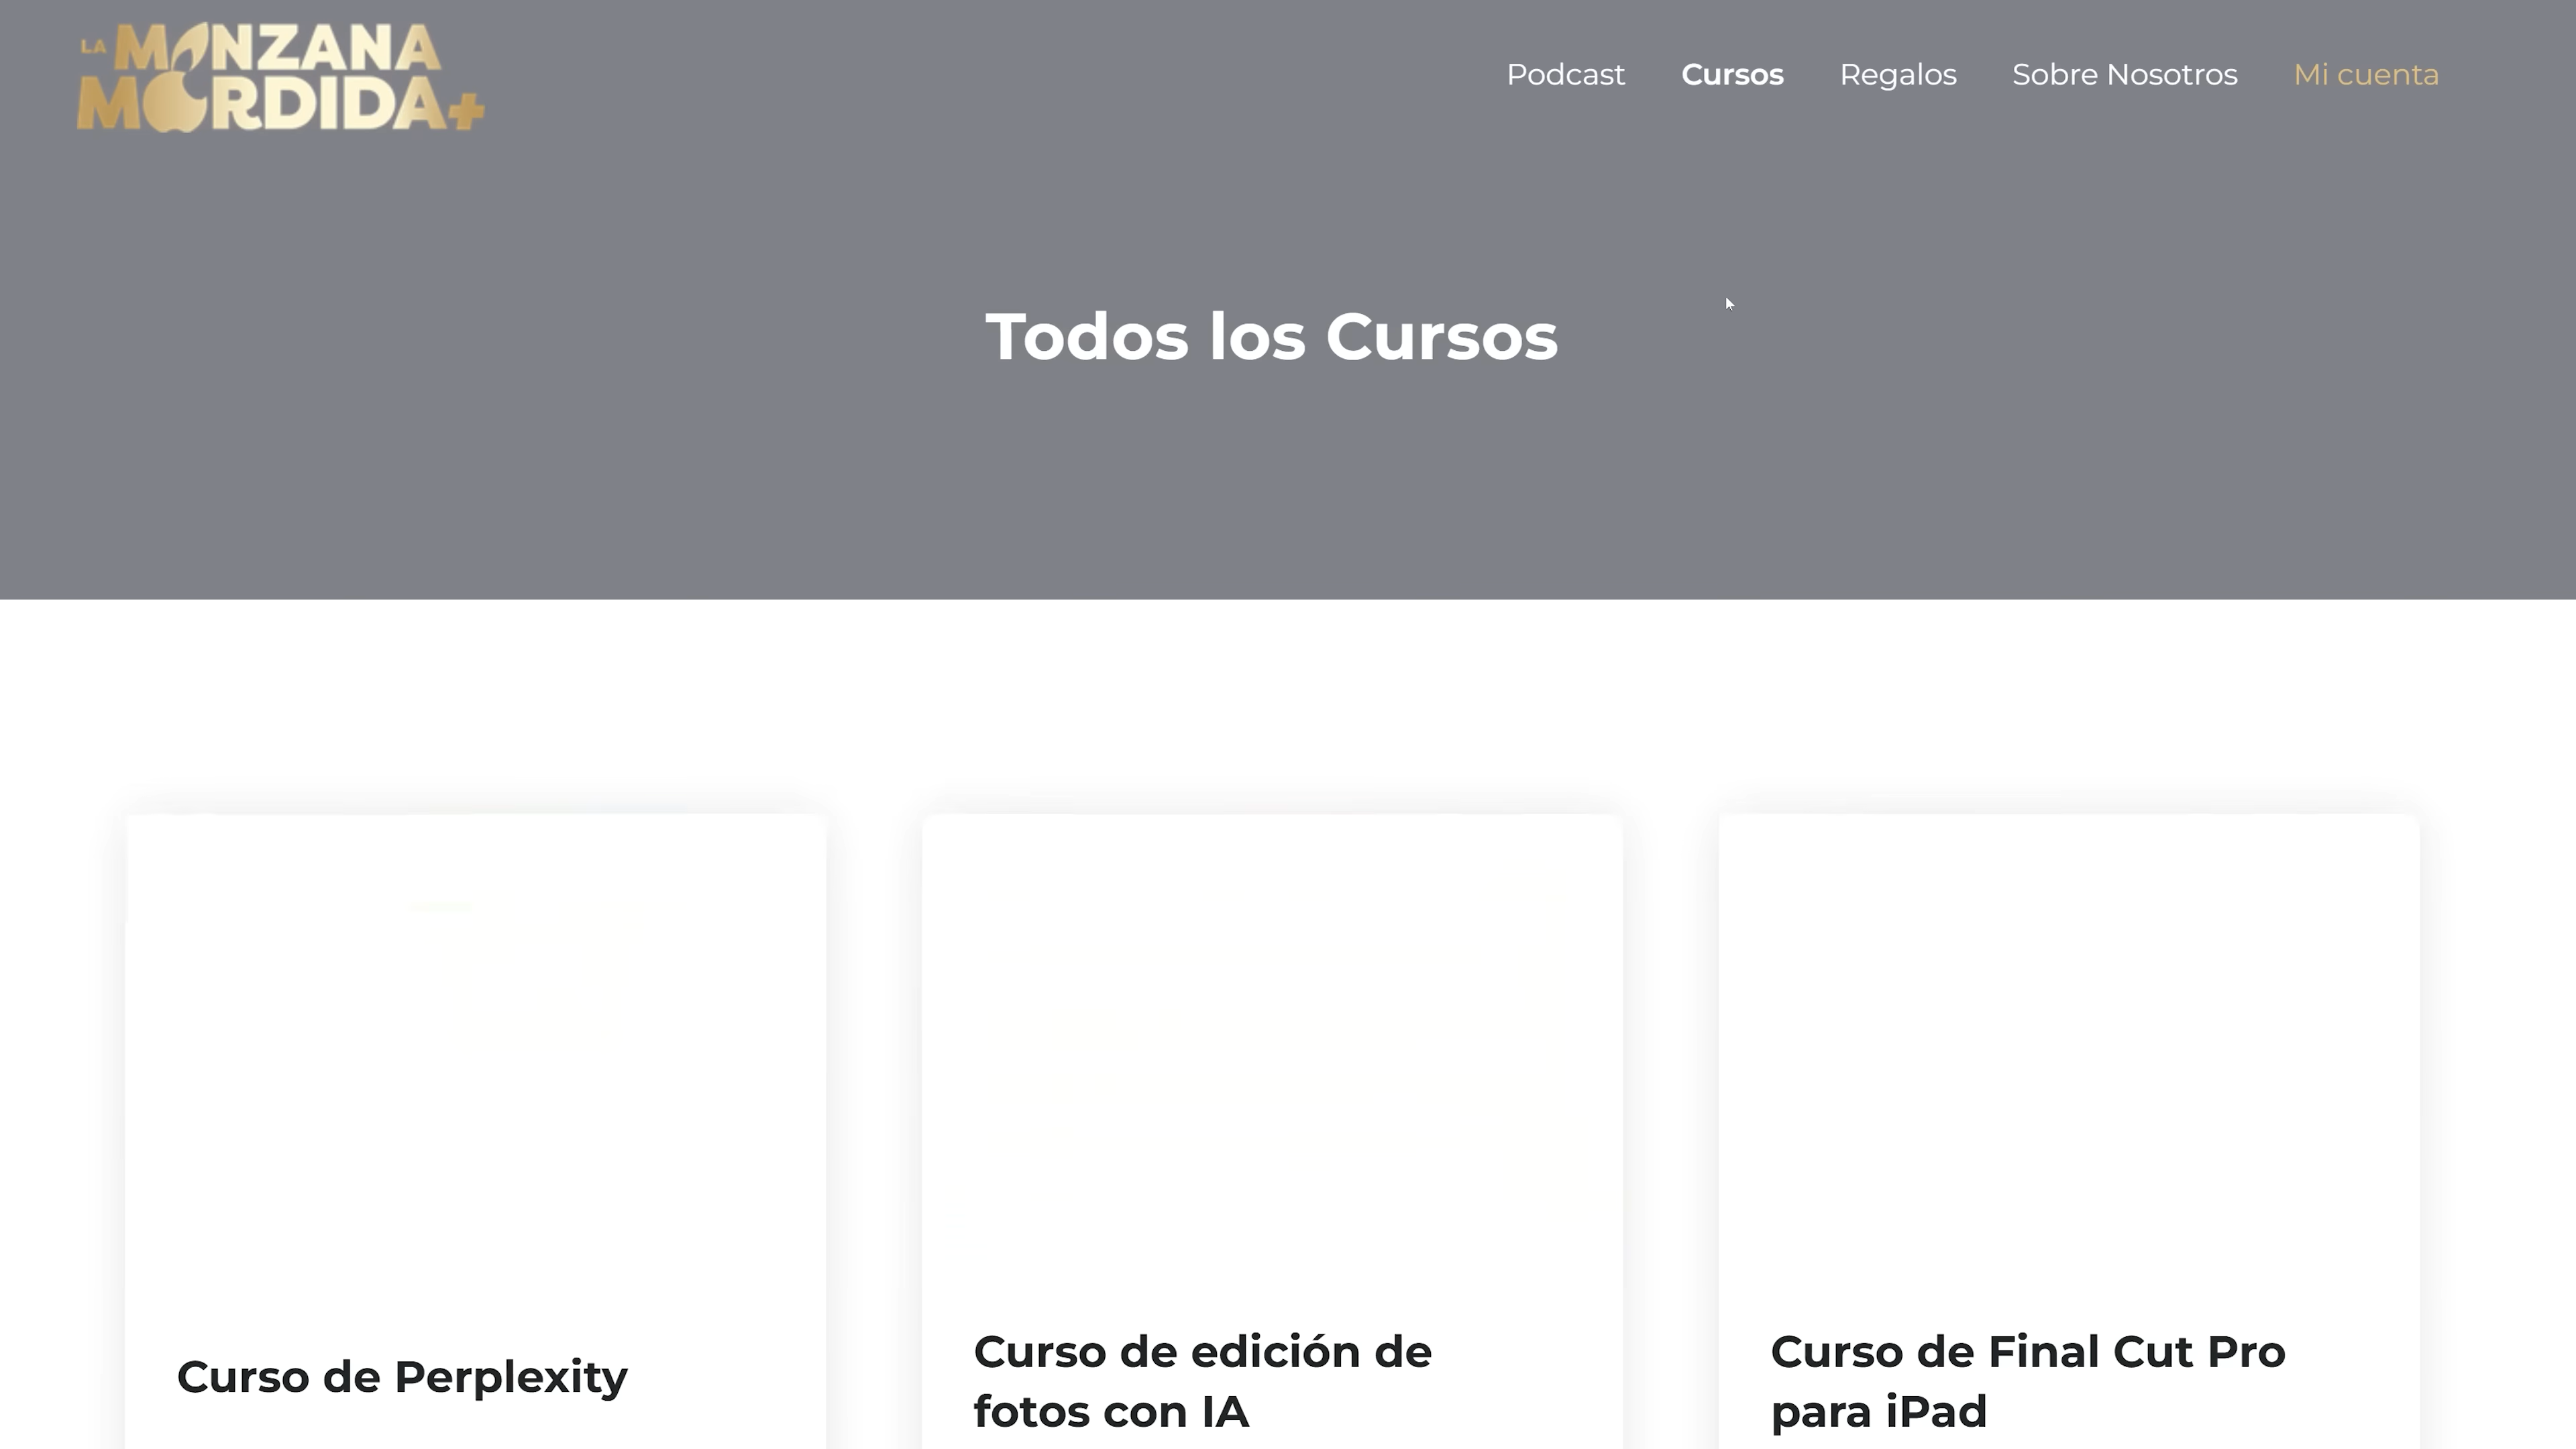 LA MANZANA
MORDIDA+
Podcast Cursos Regalos Sobre Nosotros Mi cuenta
Todos los Cursos
Curso de Perplexity
Curso de edición de
fotos con IA
Curso de Final Cut Pro
para iPad